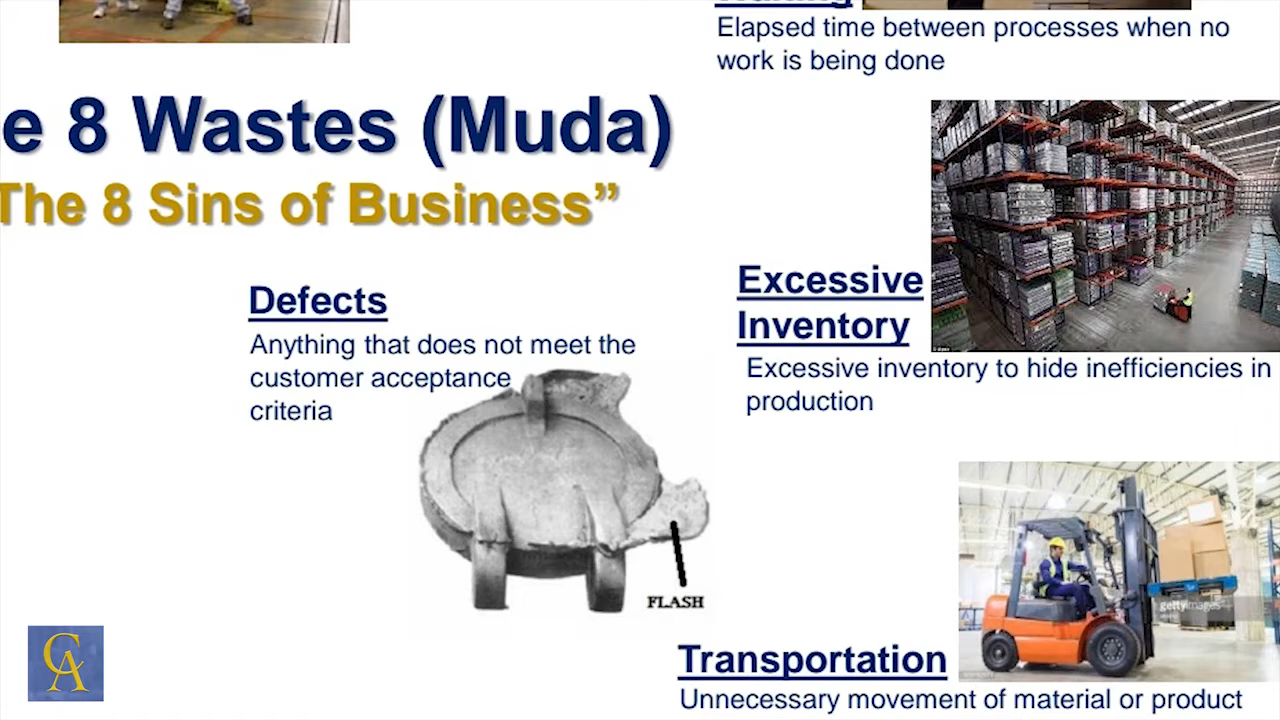 Elapsed time between processes when no
work is being done
e 8 Wastes (Muda)
The 8 Sins of Business”
Defects
Anything that does not meet the
customer acceptance
criteria
FLASH
Excessive
Inventory
Excessive inventory to hide inefficiencies in
production
gettyimages
Transportation
Unnecessary movement of material or product
CA